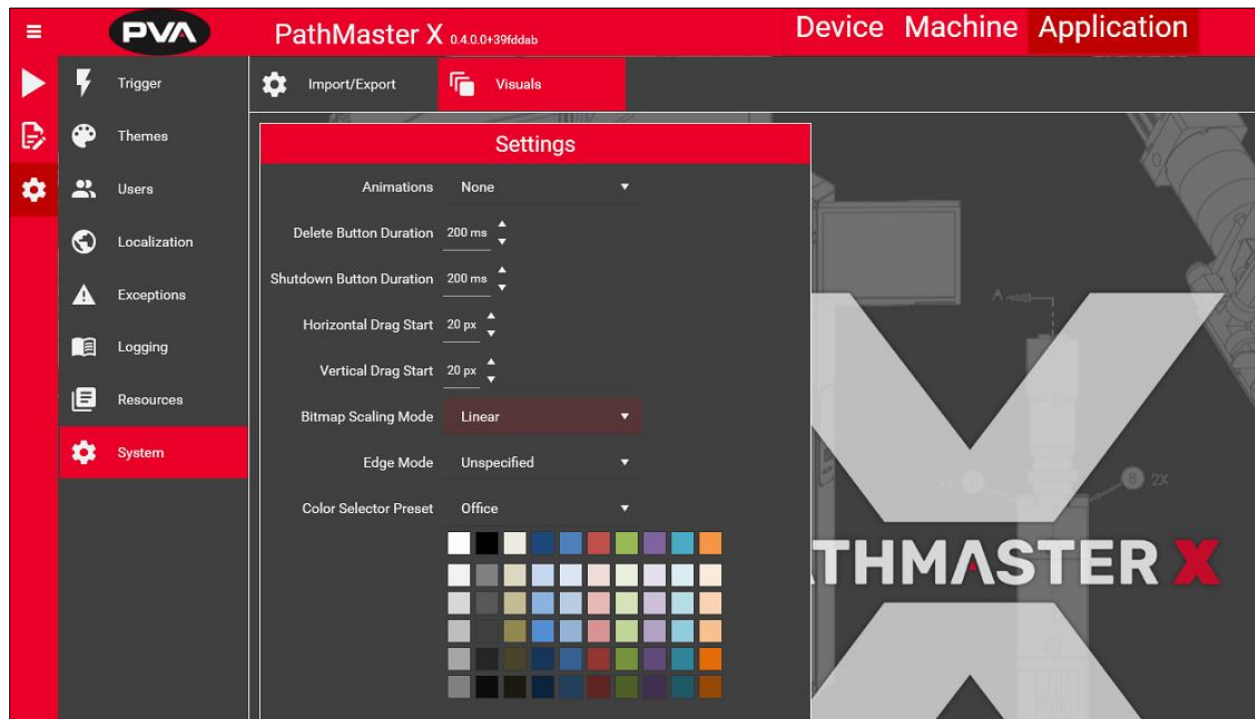 PVA PathMaster X 0.4.0.0+39fddab Device Machine Application
Trigger Import/Export Visuals
Themes
Settings
Users
Animations None
Localization
Delete Button Duration 200 ms
Shutdown Button Duration 200 ms
Exceptions
A
Horizontal Drag Start 20 px
Logging
Vertical Drag Start 20 px
Resources
Bitmap Scaling Mode Linear
System
Edge Mode Unspecified
8 2X
Color Selector Preset Office
THMASTER X